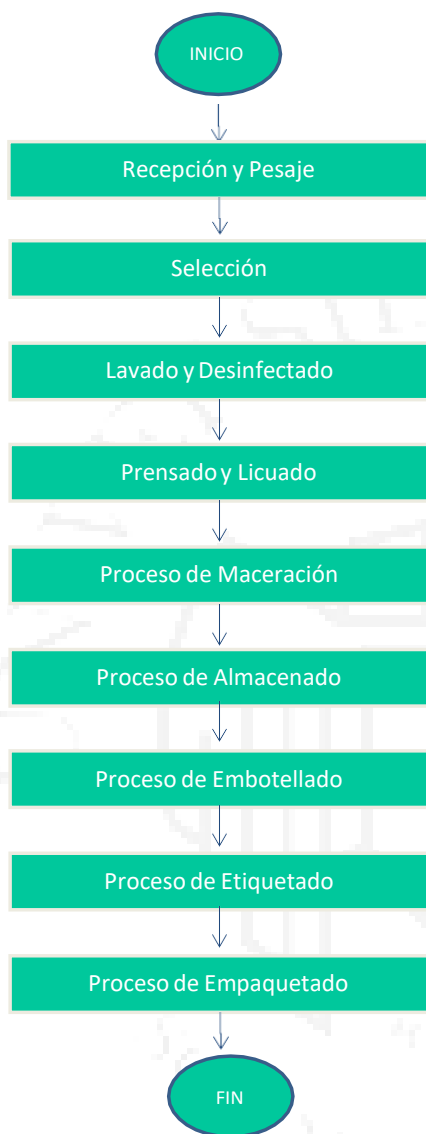 INICIO
Recepción y Pesaje
Selección
Lavado y Desinfectado
Prensado y Licuado
Proceso de Maceración
Proceso de Almacenado
Proceso de Embotellado
Proceso de Etiquetado
Proceso de Empaquetado
FIN